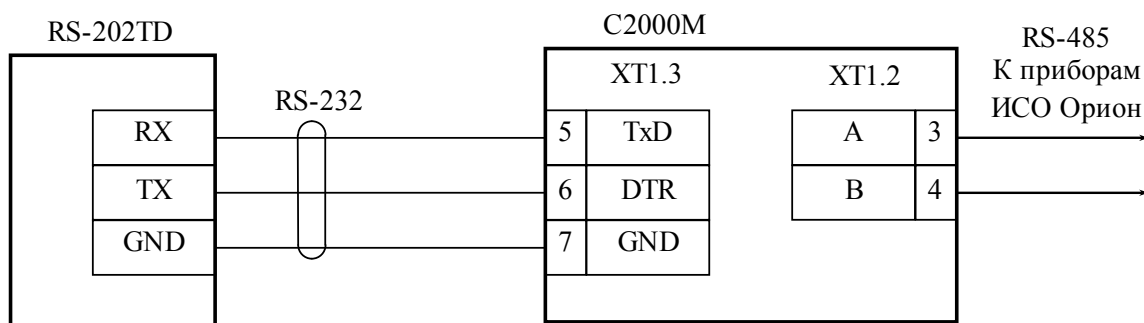 RS-202TD
C2000M
RS-485
К приборам
ИСО Орион
XT1.3
XT1.2
RS-232
RX
5
TxD
A
3
TX
6
DTR
B
4
GND
7
GND